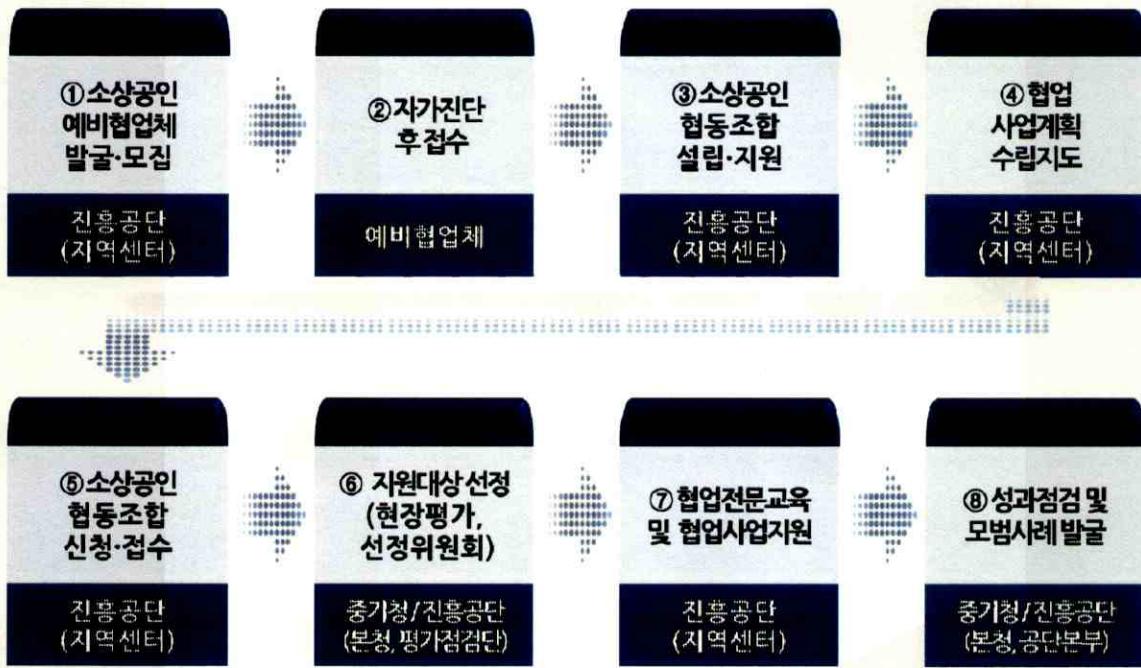 ①소상공인
예비협업체
발굴·모집
진흥공단
(지역센터)
②자가진단
후접수
예비협업체
③소상공인
협동조합
설립·지원
진흥공단
(지역센터)
④ 협업
사업계획
수립지도
진흥공단
(지역센터)
⑤소상공인
협동조합
신청·접수
진흥공단
(지역센터)
⑥ 지원대상 선정
(현장평가,
선정위원회)
중기청/진흥공단
(본청,평가점검단)
⑦ 협업전문교육
및 협업사업지원
진흥공단
(지역센터)
⑧ 성과점검 및
모범사례 발굴
중기청/진흥공단
(본청,공단본부)